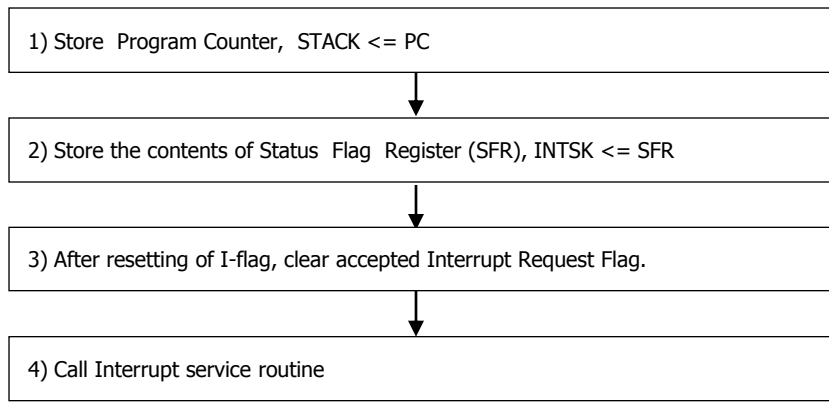 1) Store Program Counter, STACK <= PC
2) Store the contents of Status Flag Register (SFR), INTSK <= SFR
3) After resetting of I-flag, clear accepted Interrupt Request Flag.
4) Call Interrupt service routine